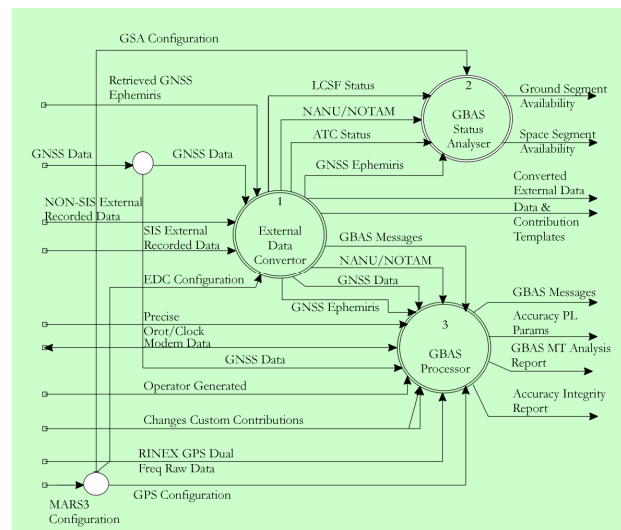 GSA Configuration
Retrieved GNSS
Ephemiris
LCSF Status
2
GBAS
Status
Analyser
Ground Segment
Availability
NANU/NOTAM
ATC Status
Space Segment
Availability
GNSS Data
GNSS Data
GNSS Ephemiris
Converted
External Data
NON-SIS External
Recorded Data
1
External
Data
Convertor
Data &
Contribution
Templates
SIS External
Recorded Data
GBAS Messages
NANU/NOTAM
EDC Configuration
GNSS Data
GNSS Ephemiris
GBAS Messages
Precise
Orot/Clock
Modem Data
3
GBAS
Processor
Accuracy PL
Params
GBAS MT Analysis
Report
GNSS Data
Operator Generated
Accuracy Integrity
Report
Changes Custom Contributions
RINEX GPS Dual
Freq Raw Data
GPS Configuration
MARS3
Configuration